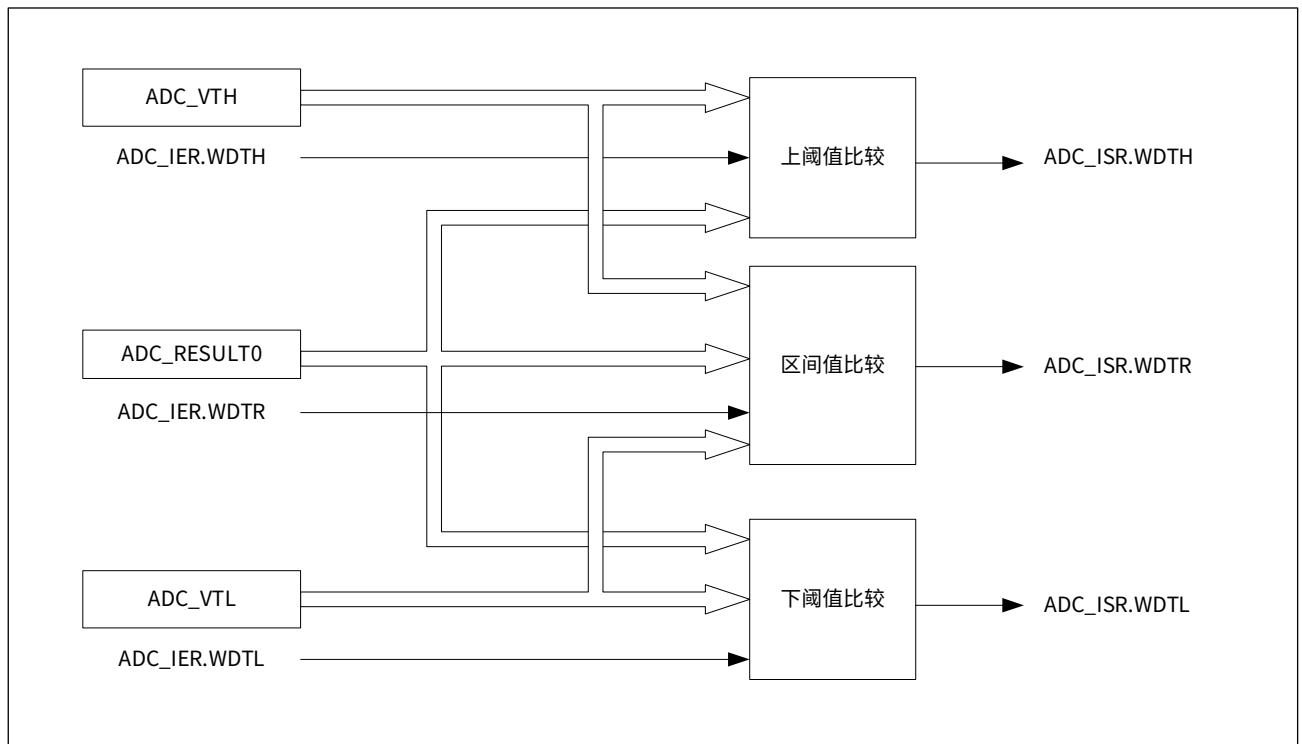 ADC_VTH
ADC_IER.WDTH
上阈值比较
ADC_ISR.WDTH
ADC_RESULT0
ADC_IER.WDTR
区间值比较
ADC_ISR.WDTR
ADC_VTL
ADC_IER.WDTL
下阈值比较
ADC_ISR.WDTL